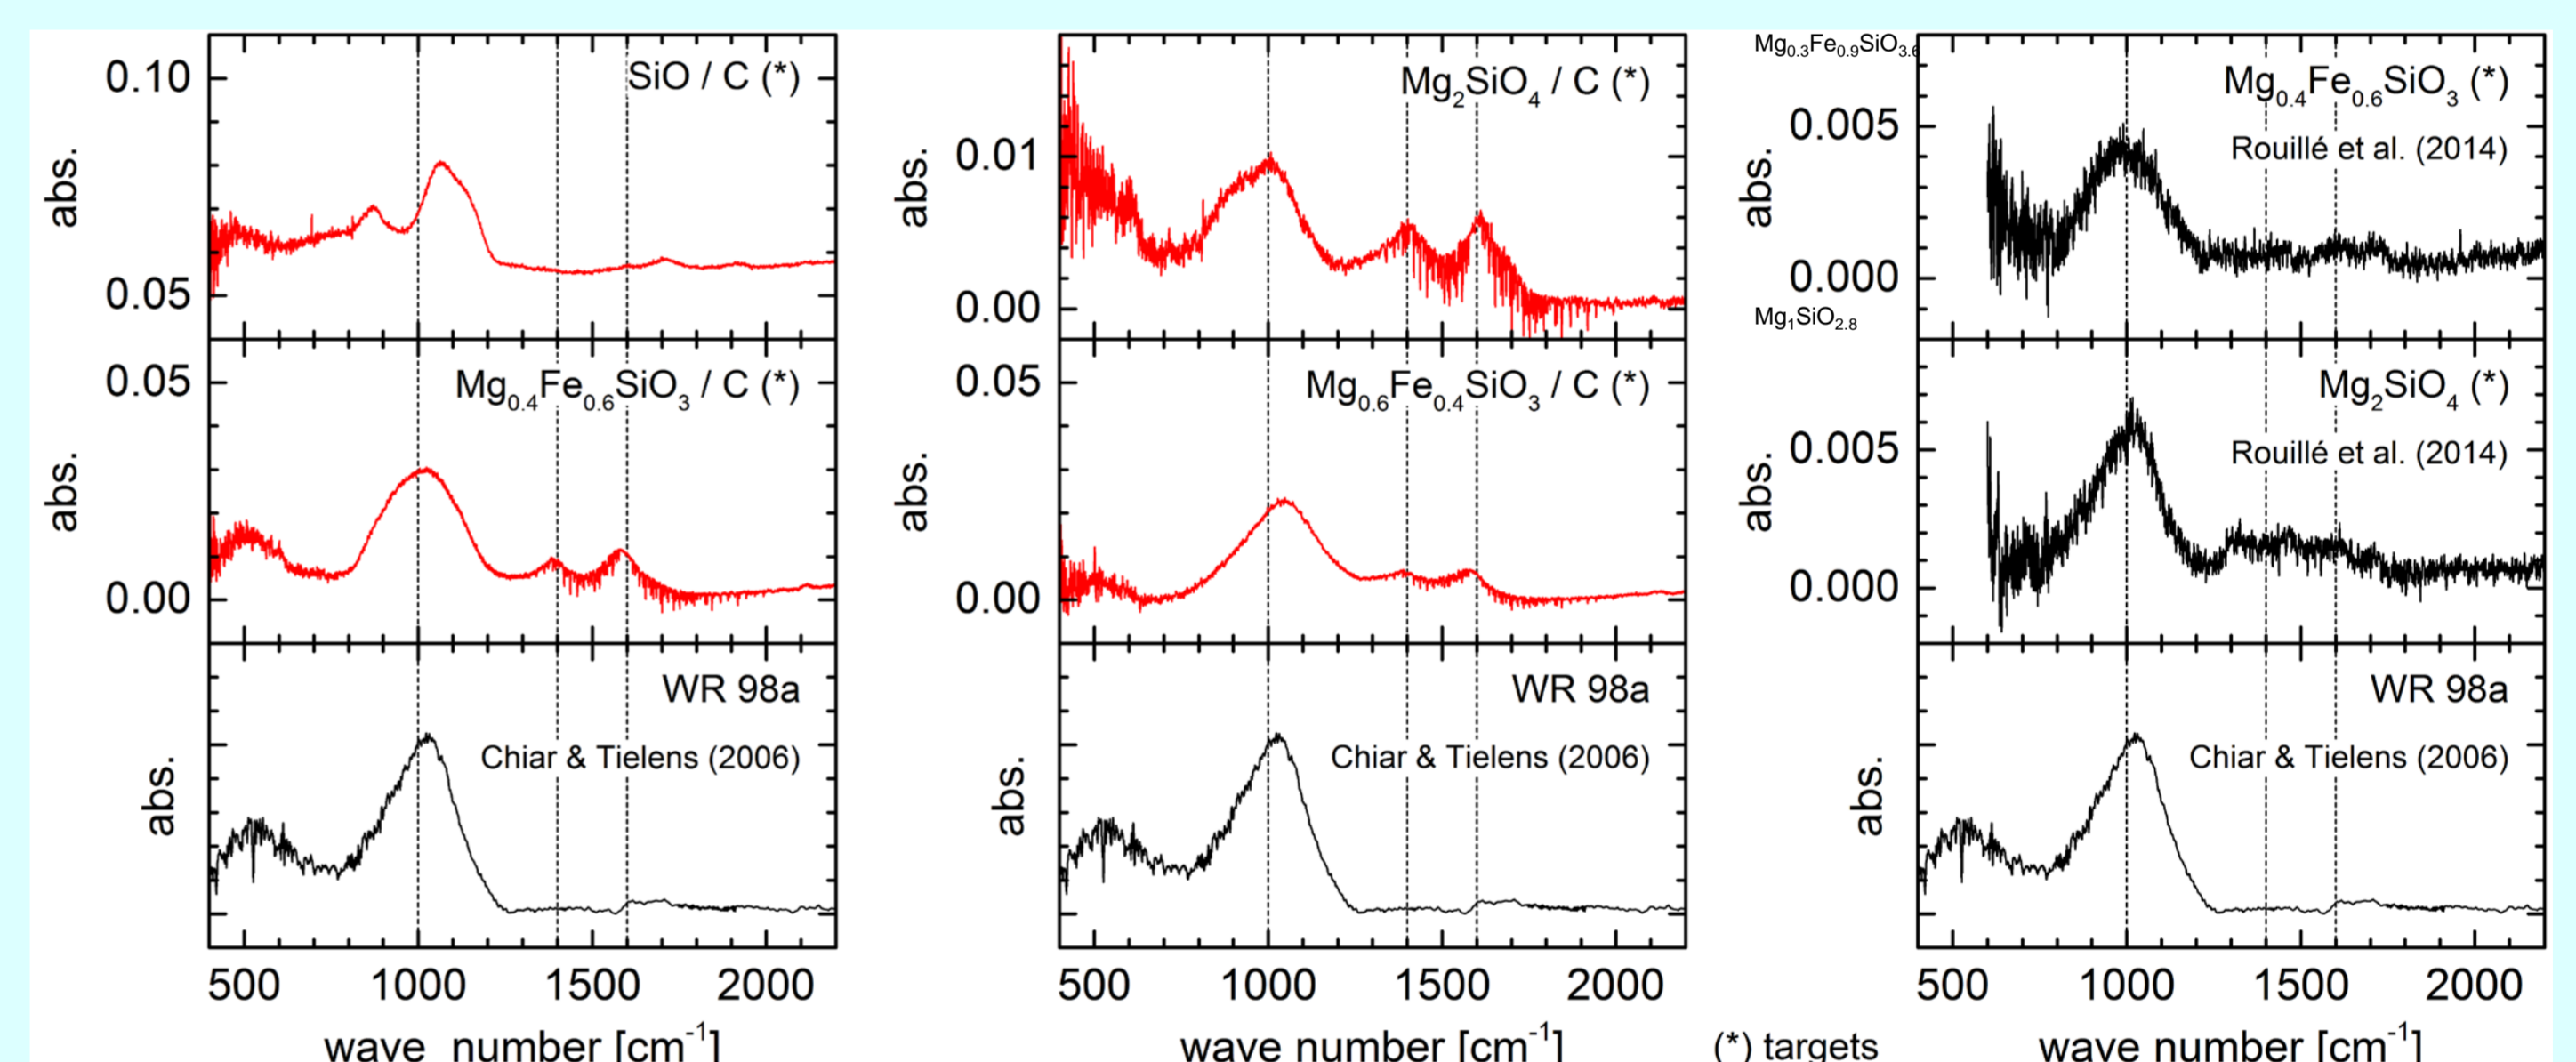 0.10
0.05
abs.
SiO / C (*)
0.05
0.00
abs.
Mg0.4Fe0.6SiO3 / C (*)
WR 98a
Chiar & Tielens (2006)
abs.
500 1000 1500 2000
wave number [cm-1]
0.01
0.00
abs.
Mg2SiO4 / C (*)
0.05
0.00
abs.
Mg0.6Fe0.4SiO3 / C (*)
WR 98a
Chiar & Tielens (2006)
abs.
500 1000 1500 2000
wave number [cm-1]
Mg0.3Fe0.9SiO3.6
0.005
0.000
abs.
Mg0.4Fe0.6SiO3 (*)
Rouillé et al. (2014)
Mg1SiO2.8
0.005
0.000
abs.
Mg2SiO4 (*)
Rouillé et al. (2014)
WR 98a
Chiar & Tielens (2006)
abs.
500 1000 1500 2000
(*) targets
wave number [cm-1]